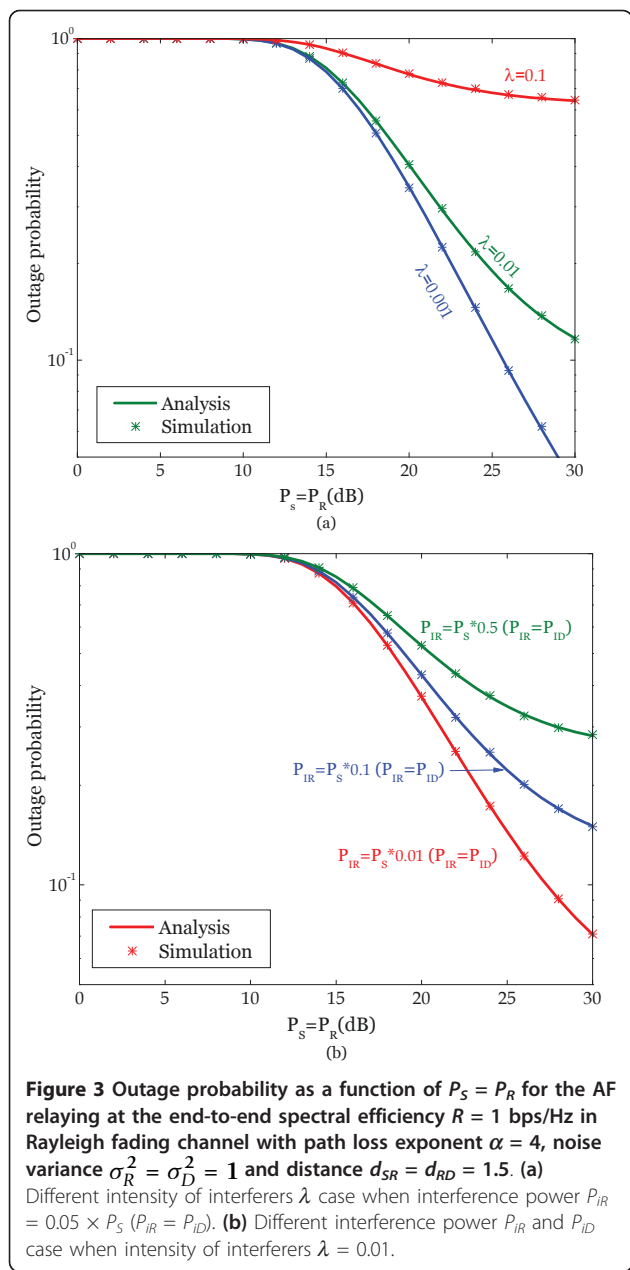 10⁰
10⁻¹
Outage probability
λ=0.1
λ=0.01
λ=0.001
Analysis
Simulation
0 5 10 15 20 25 30
P_S=P_R(dB)
(a)
10⁰
10⁻¹
Outage probability
P_IR=P_S*0.5 (P_IR=P_ID)
P_IR=P_S*0.1 (P_IR=P_ID)
P_IR=P_S*0.01 (P_IR=P_ID)
Analysis
Simulation
0 5 10 15 20 25 30
P_S=P_R(dB)
(b)
Figure 3 Outage probability as a function of P_S = P_R for the AF
relaying at the end-to-end spectral efficiency R = 1 bps/Hz in
Rayleigh fading channel with path loss exponent α = 4, noise
variance σ_R^2 = σ_D^2 = 1 and distance d_SR = d_RD = 1.5. (a)
Different intensity of interferers λ case when interference power P_iR
= 0.05 × P_S (P_iR = P_iD). (b) Different interference power P_iR and P_iD
case when intensity of interferers λ = 0.01.